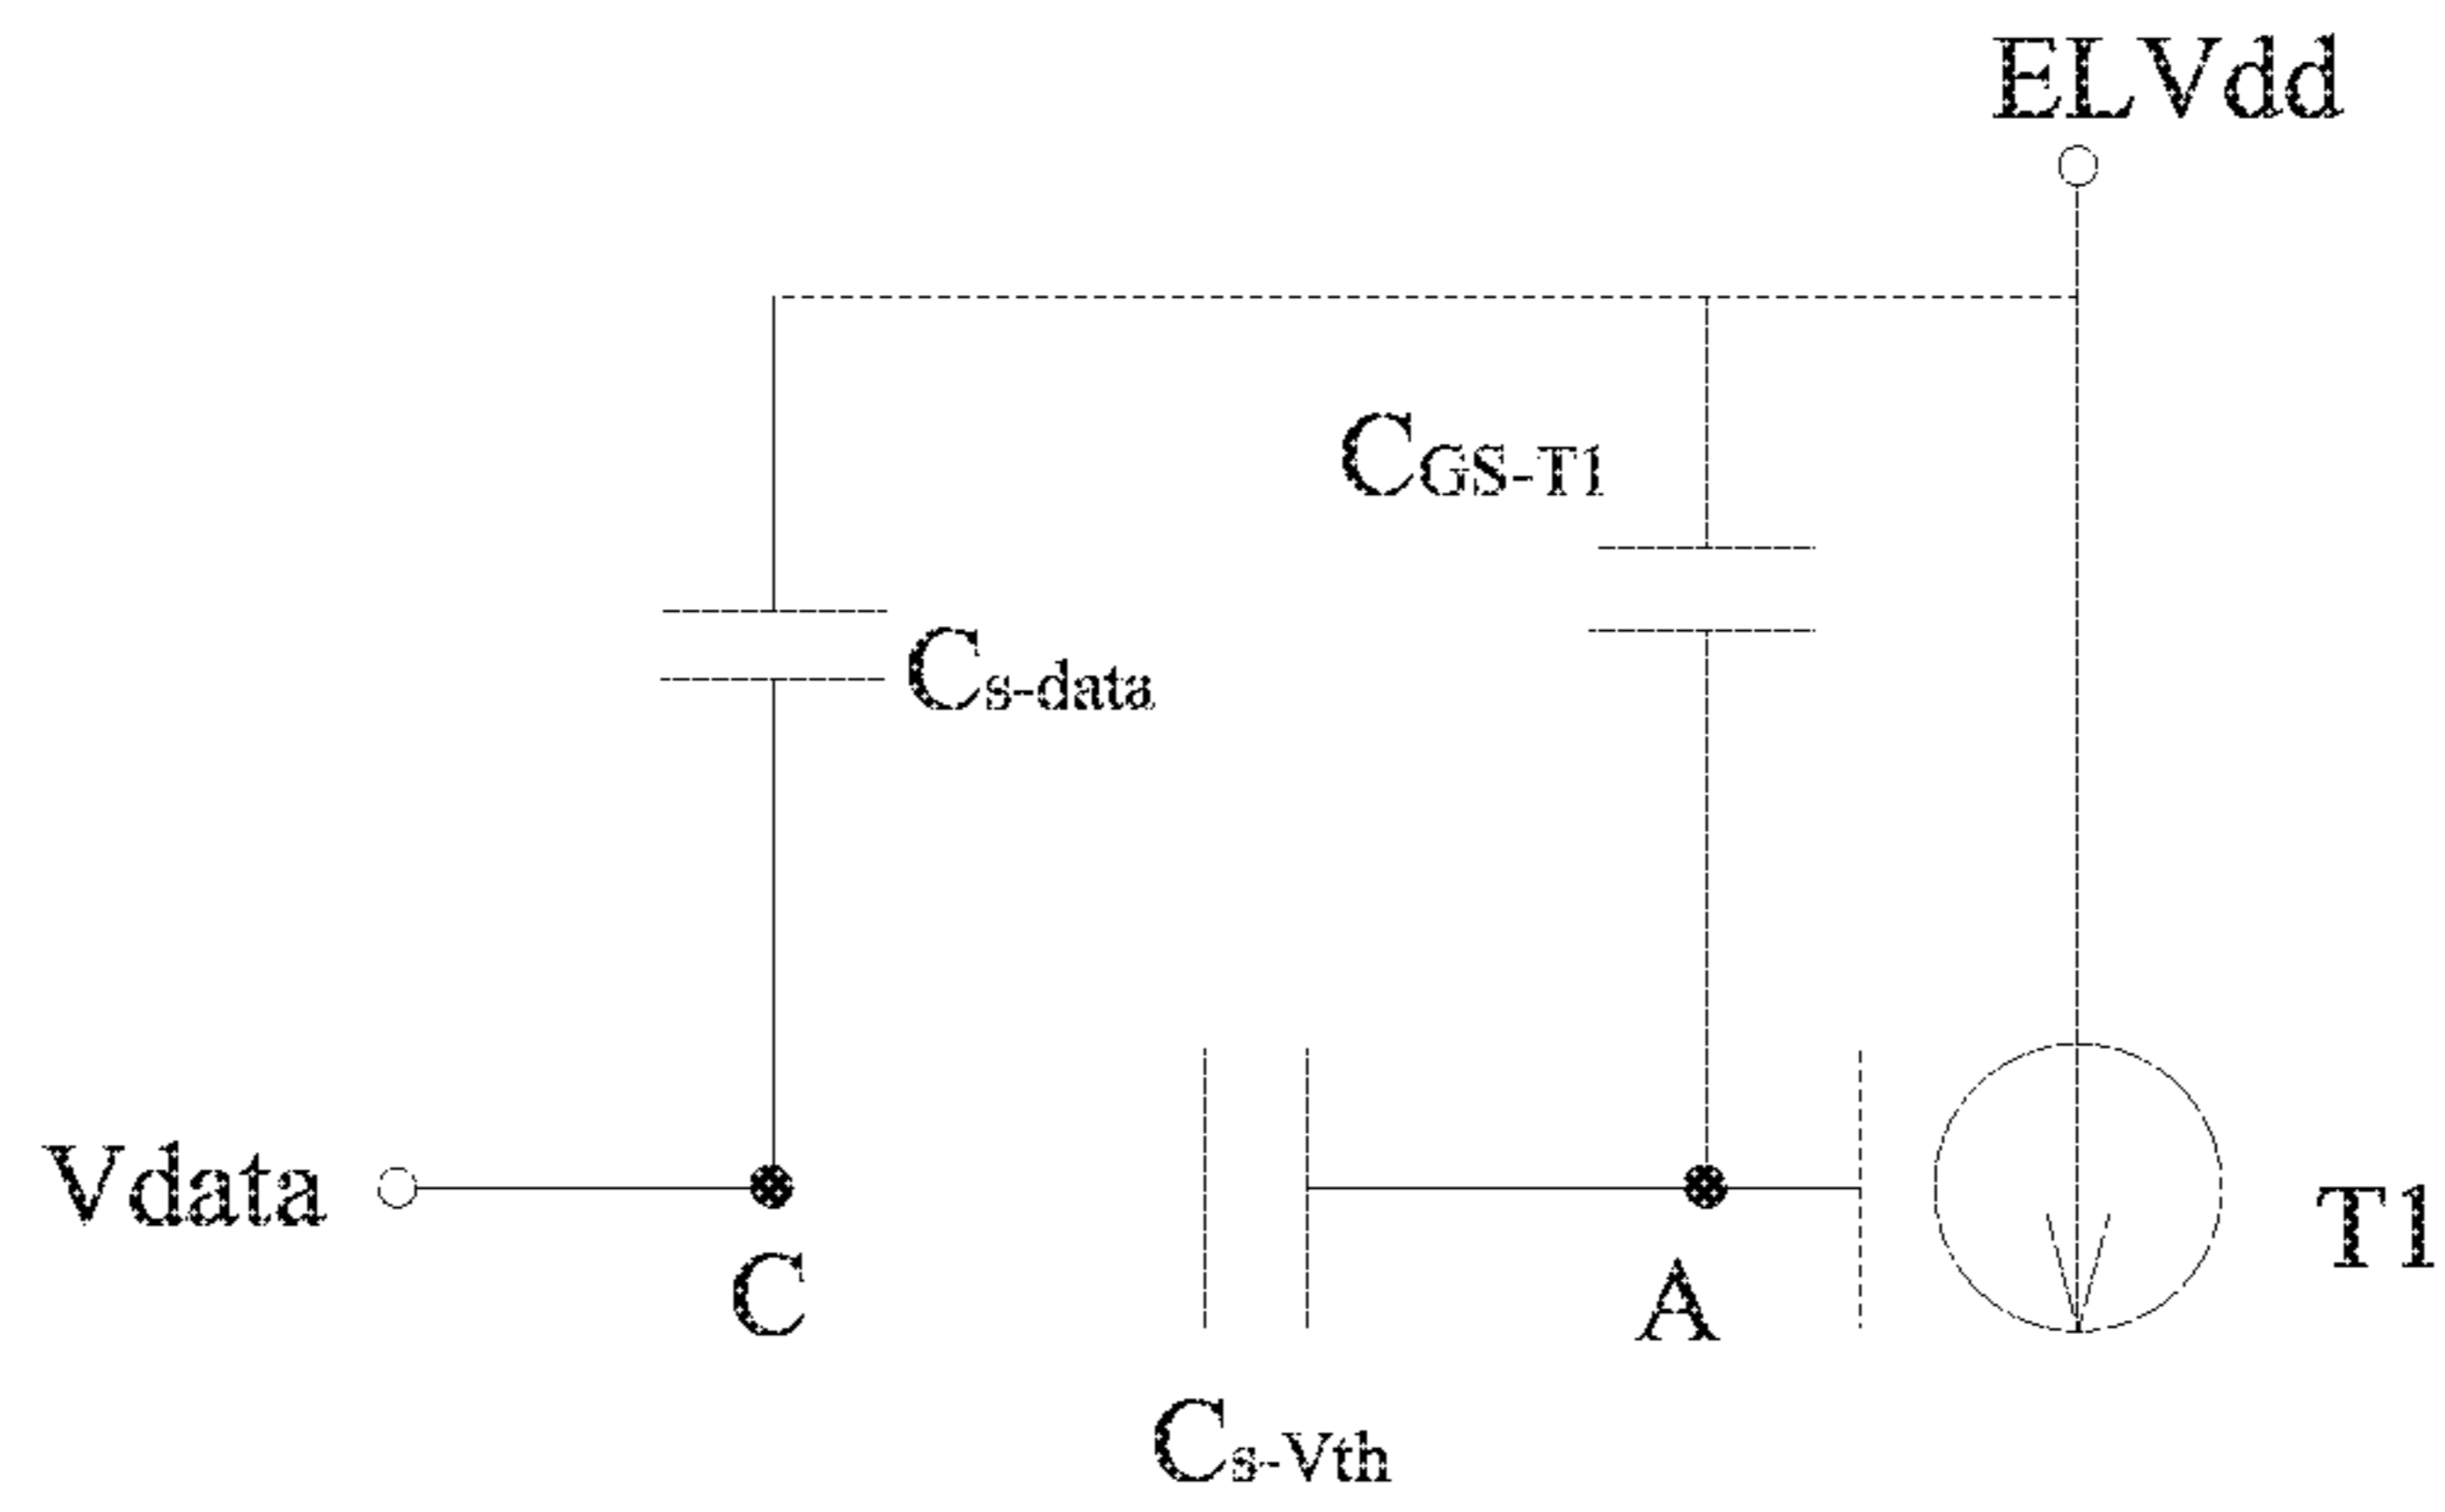 ELVdd
CGS-T1
Cs-data
Vdata
C
A
T1
Cs-Vth